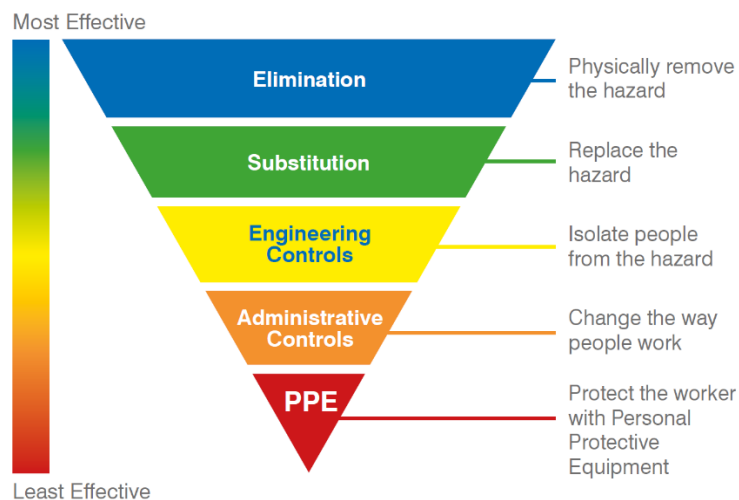 Most Effective
Elimination
Physically remove
the hazard
Substitution
Replace the
hazard
Engineering
Controls
Isolate people
from the hazard
Administrative
Controls
Change the way
people work
PPE
Protect the worker
with Personal
Protective
Equipment
Least Effective